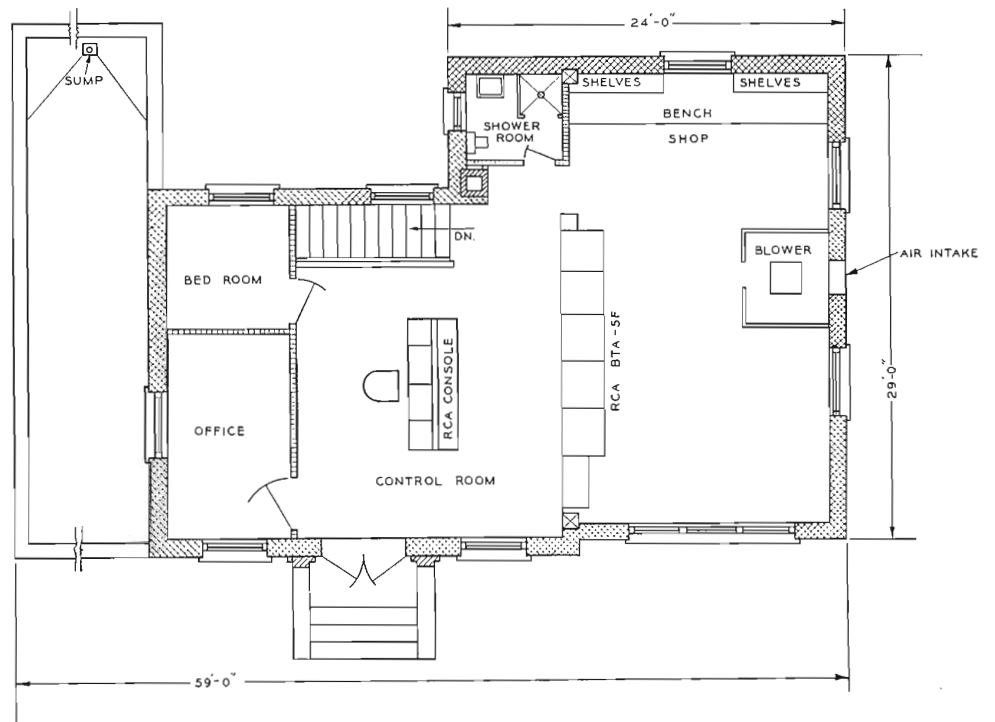 24'-0"
SUMP
SHELVES
SHELVES
BENCH
SHOWER
ROOM
SHOP
DN.
BLOWER
AIR INTAKE
BED ROOM
RCA BTA-5F
RCA CONSOLE
29'-0"
OFFICE
CONTROL ROOM
59'-0"